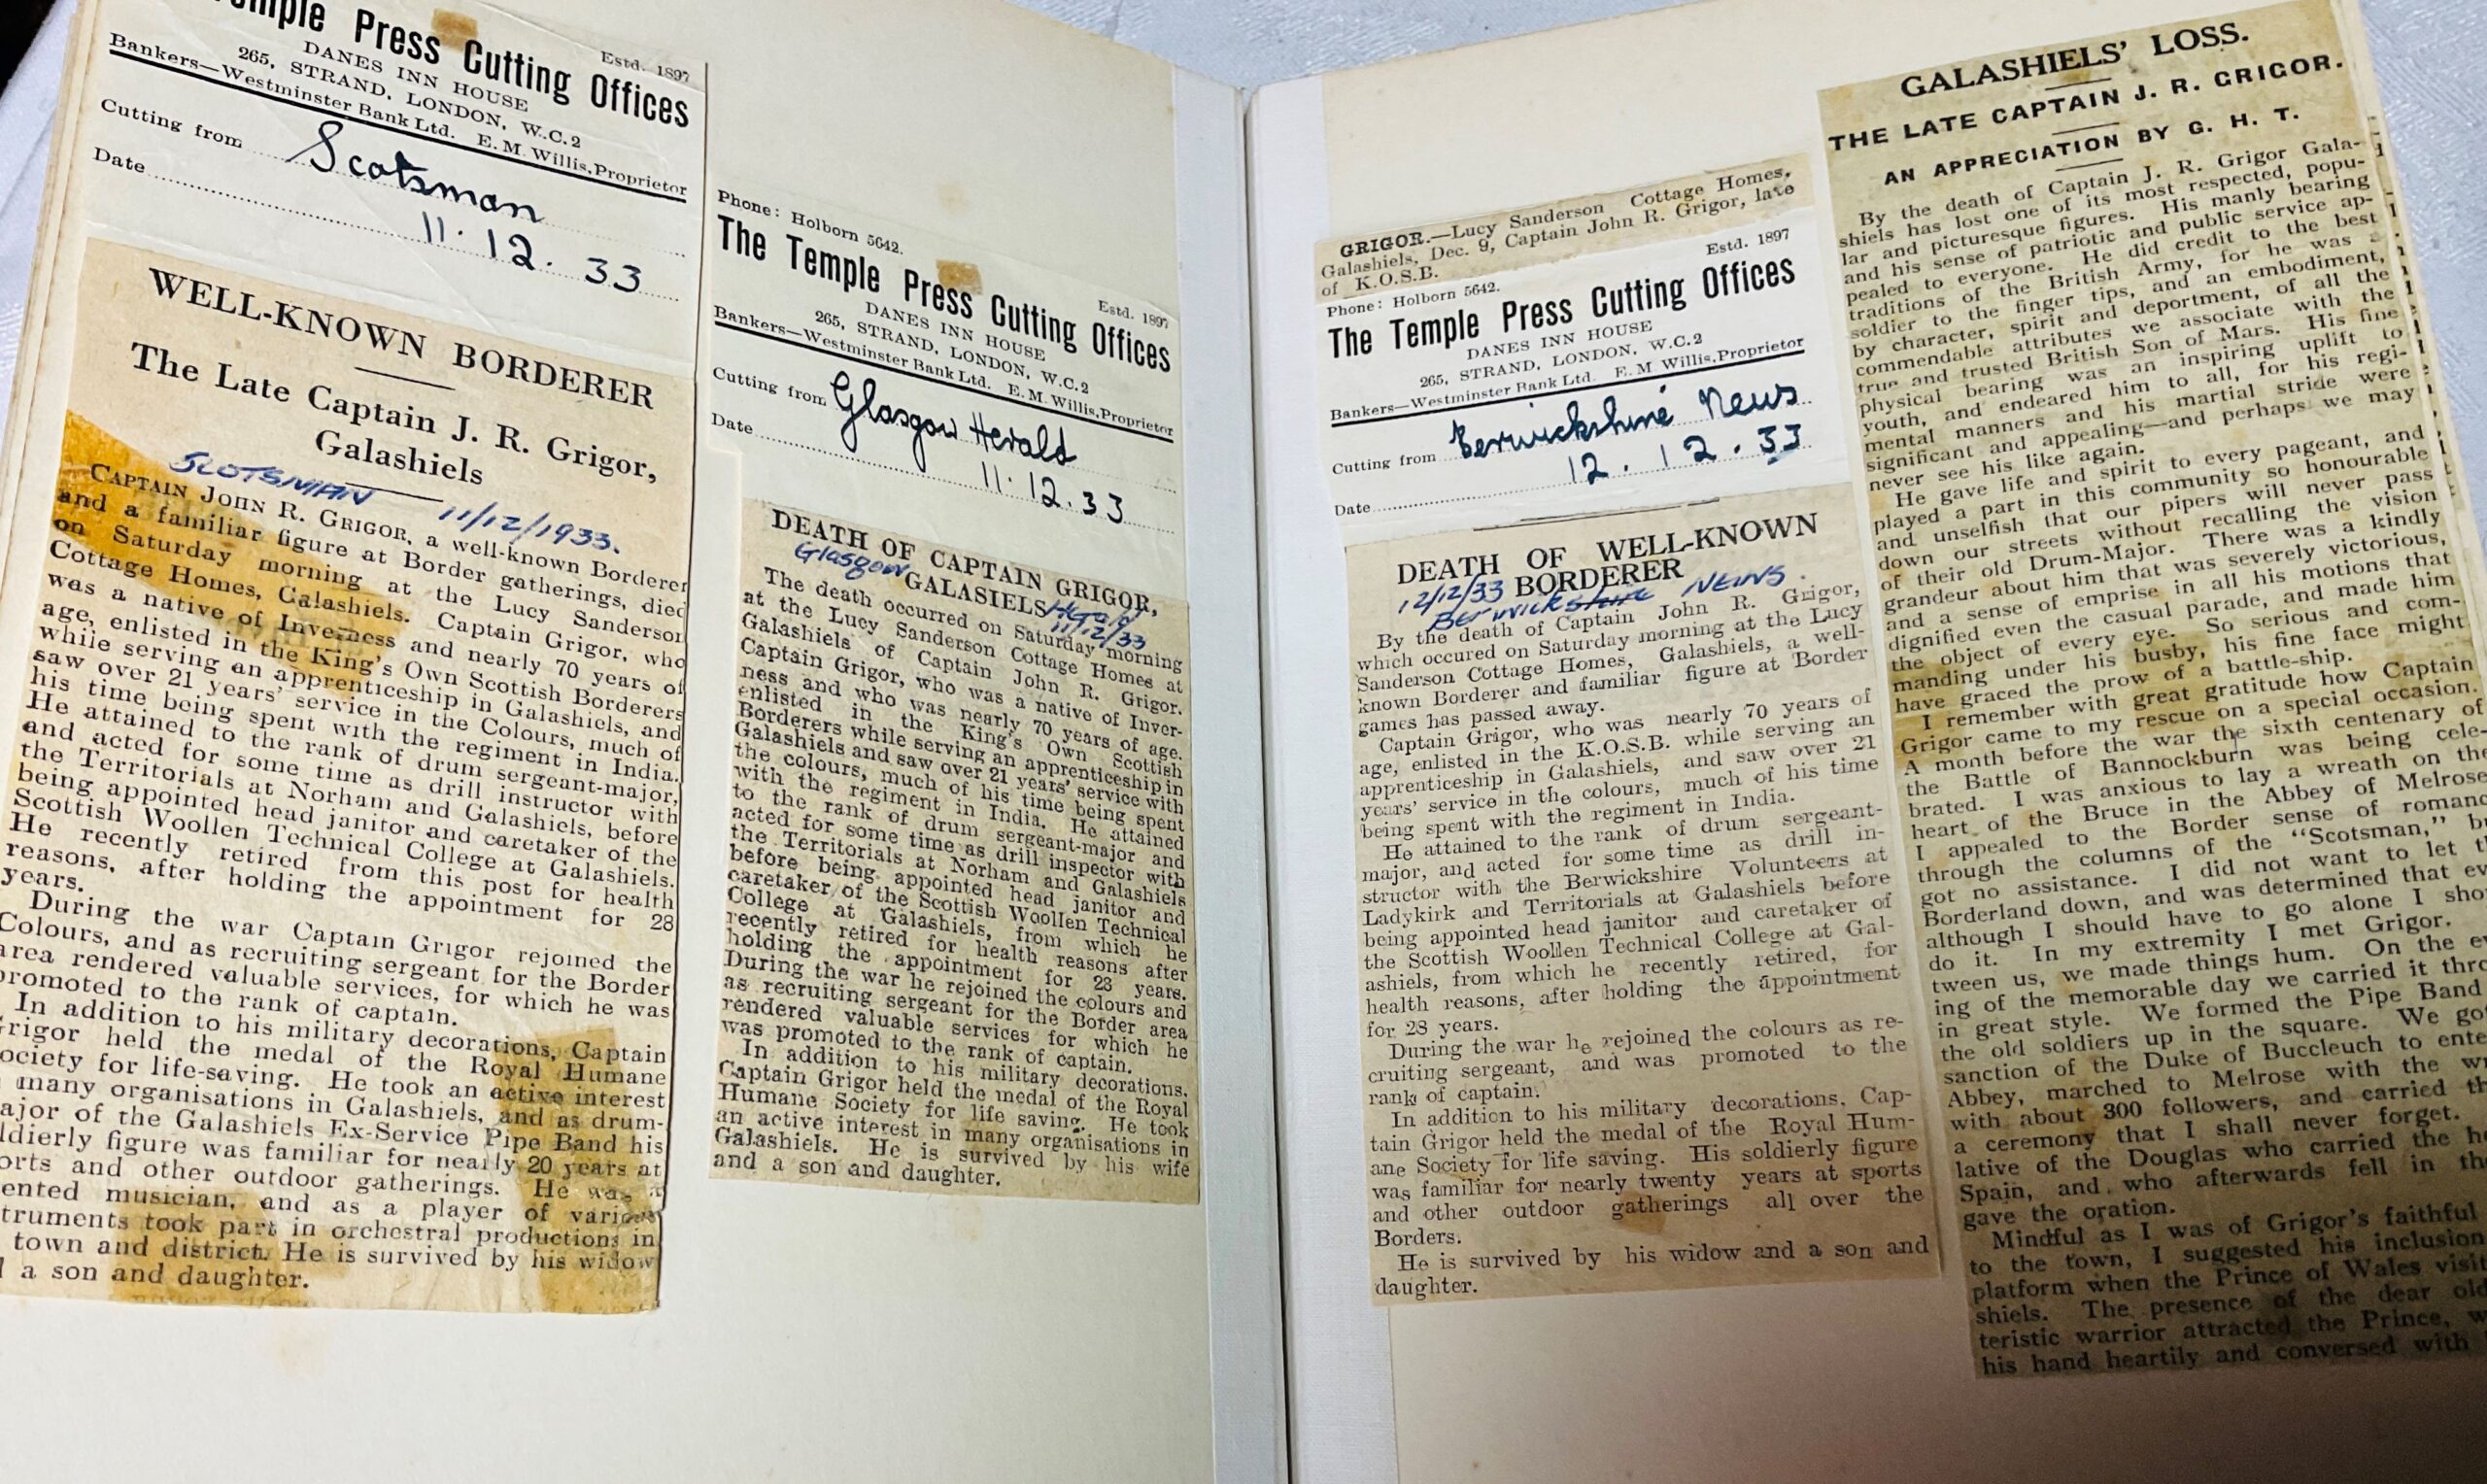 Temple Press Cutting Offices
Estd. 1897
DANES INN HOUSE
265, STRAND, LONDON, W.C.2
Bankers—Westminster Bank Ltd. E. M. Willis, Proprietor
Cutting from Scotsman
Date 11.12.33
WELL-KNOWN BORDERER
The Late Captain J. R. Grigor,
Galashiels
SCOTSMAN 11/12/1933.
CAPTAIN JOHN R. GRIGOR, a well-known Borderer
and a familiar figure at Border gatherings, died
on Saturday morning at the Lucy Sanderson
Cottage Homes, Galashiels. Captain Grigor, who
was a native of Inverness and nearly 70 years of
age, enlisted in the King's Own Scottish Borderers
while serving an apprenticeship in Galashiels, and
saw over 21 years' service in the Colours, much of
his time being spent with the regiment in India.
He attained to the rank of drum sergeant-major,
and acted for some time as drill instructor with
the Territorials at Norham and Galashiels, before
being appointed head janitor and caretaker of the
Scottish Woollen Technical College at Galashiels.
He recently retired from this post for health
reasons, after holding the appointment for 23
years.
During the war Captain Grigor rejoined the
Colours, and as recruiting sergeant for the Border
area rendered valuable services, for which he was
promoted to the rank of captain.
In addition to his military decorations, Captain
Grigor held the medal of the Royal Humane
ociety for life-saving. He took an active interest
many organisations in Galashiels, and as drum-
ajor of the Galashiels Ex-Service Pipe Band his
ldierly figure was familiar for nearly 20 years at
orts and other outdoor gatherings. He was a
ented musician, and as a player of various
truments took part in orchestral productions in
town and district. He is survived by his widow
a son and daughter.
Phone: Holborn 5642.
Estd. 1897
The Temple Press Cutting Offices
DANES INN HOUSE
265, STRAND, LONDON, W.C.2
Bankers—Westminster Bank Ltd. E. M. Willis, Proprietor
Cutting from Glasgow Herald
Date 11.12.33
DEATH OF CAPTAIN GRIGOR,
GALASIELS
Glasgow Herald
11/12/33
The death occurred on Saturday morning
at the Lucy Sanderson Cottage Homes at
Galashiels of Captain John R. Grigor.
Captain Grigor, who was a native of Inver-
ness and who was nearly 70 years of age.
enlisted in the King's Own Scottish
Borderers while serving an apprenticeship in
Galashiels and saw over 21 years' service with
the colours, much of his time being spent
with the regiment in India. He attained
to the rank of drum sergeant-major and
acted for some time as drill inspector with
the Territorials at Norham and Galashiels
before being appointed head janitor and
caretaker of the Scottish Woollen Technical
College at Galashiels, from which he
recently retired for health reasons after
holding the appointment for 23 years.
During the war he rejoined the colours and
as recruiting sergeant for the Border area
rendered valuable services for which he
was promoted to the rank of captain.
In addition to his military decorations,
Captain Grigor held the medal of the Royal
Humane Society for life saving. He took
an active interest in many organisations in
Galashiels. He is survived by his wife
and a son and daughter.
GRIGOR.—Lucy Sanderson Cottage Homes,
Galashiels, Dec. 9, Captain John R. Grigor, late
of K.O.S.B.
Phone: Holborn 5642.
Estd. 1897
The Temple Press Cutting Offices
DANES INN HOUSE
265, STRAND, LONDON, W.C.2
Bankers—Westminster Bank Ltd. E. M Willis, Proprietor
Cutting from Berwickshire News
Date 12.12.33
DEATH OF WELL-KNOWN
BORDERER
12/12/33
Berwickshire NEWS.
By the death of Captain John R. Grigor,
which occured on Saturday morning at the Lucy
Sanderson Cottage Homes, Galashiels, a well-
known Borderer and familiar figure at Border
games has passed away.
Captain Grigor, who was nearly 70 years of
age, enlisted in the K.O.S.B. while serving an
apprenticeship in Galashiels, and saw over 21
years' service in the colours, much of his time
being spent with the regiment in India.
He attained to the rank of drum sergeant-
major, and acted for some time as drill in-
structor with the Berwickshire Volunteers at
Ladykirk and Territorials at Galashiels before
being appointed head janitor and caretaker of
the Scottish Woollen Technical College at Gal-
ashiels, from which he recently retired, for
health reasons, after holding the appointment
for 23 years.
During the war he rejoined the colours as re-
cruiting sergeant, and was promoted to the
rank of captain.
In addition to his military decorations, Cap-
tain Grigor held the medal of the Royal Hum-
ane Society for life saving. His soldierly figure
was familiar for nearly twenty years at sports
and other outdoor gatherings all over the
Borders.
He is survived by his widow and a son and
daughter.
GALASHIELS' LOSS.
THE LATE CAPTAIN J. R. GRIGOR.
AN APPRECIATION BY G. H. T.
By the death of Captain J. R. Grigor Gala-
shiels has lost one of its most respected, popu-
lar and picturesque figures. His manly bearing
and his sense of patriotic and public service ap-
pealed to everyone. He did credit to the best
traditions of the British Army, for he was a
soldier to the finger tips, and an embodiment,
by character, spirit and deportment, of all the
commendable attributes we associate with the
true and trusted British Son of Mars. His fine
physical bearing was an inspiring uplift to
youth, and endeared him to all, for his regi-
mental manners and his martial stride were
significant and appealing—and perhaps we may
never see his like again.
He gave life and spirit to every pageant, and
played a part in this community so honourable
and unselfish that our pipers will never pass
down our streets without recalling the vision
of their old Drum-Major. There was a kindly
grandeur about him that was severely victorious,
and a sense of emprise in all his motions that
dignified even the casual parade, and made him
the object of every eye. So serious and com-
manding under his busby, his fine face might
have graced the prow of a battle-ship.
I remember with great gratitude how Captain
Grigor came to my rescue on a special occasion.
A month before the war the sixth centenary of
the Battle of Bannockburn was being cele-
brated. I was anxious to lay a wreath on the
heart of the Bruce in the Abbey of Melrose
I appealed to the Border sense of romanc
through the columns of the "Scotsman," b
got no assistance. I did not want to let t
Borderland down, and was determined that ev
although I should have to go alone I sho
do it. In my extremity I met Grigor.
tween us, we made things hum. On the e
ing of the memorable day we carried it thr
in great style. We formed the Pipe Band
the old soldiers up in the square. We go
sanction of the Duke of Buccleuch to ente
Abbey, marched to Melrose with the w
with about 300 followers, and carried th
a ceremony that I shall never forget.
lative of the Douglas who carried the he
Spain, and who afterwards fell in the
gave the oration.
Mindful as I was of Grigor's faithful
to the town, I suggested his inclusion
platform when the Prince of Wales visit
shiels. The presence of the dear old
teristic warrior attracted the Prince, w
his hand heartily and conversed with